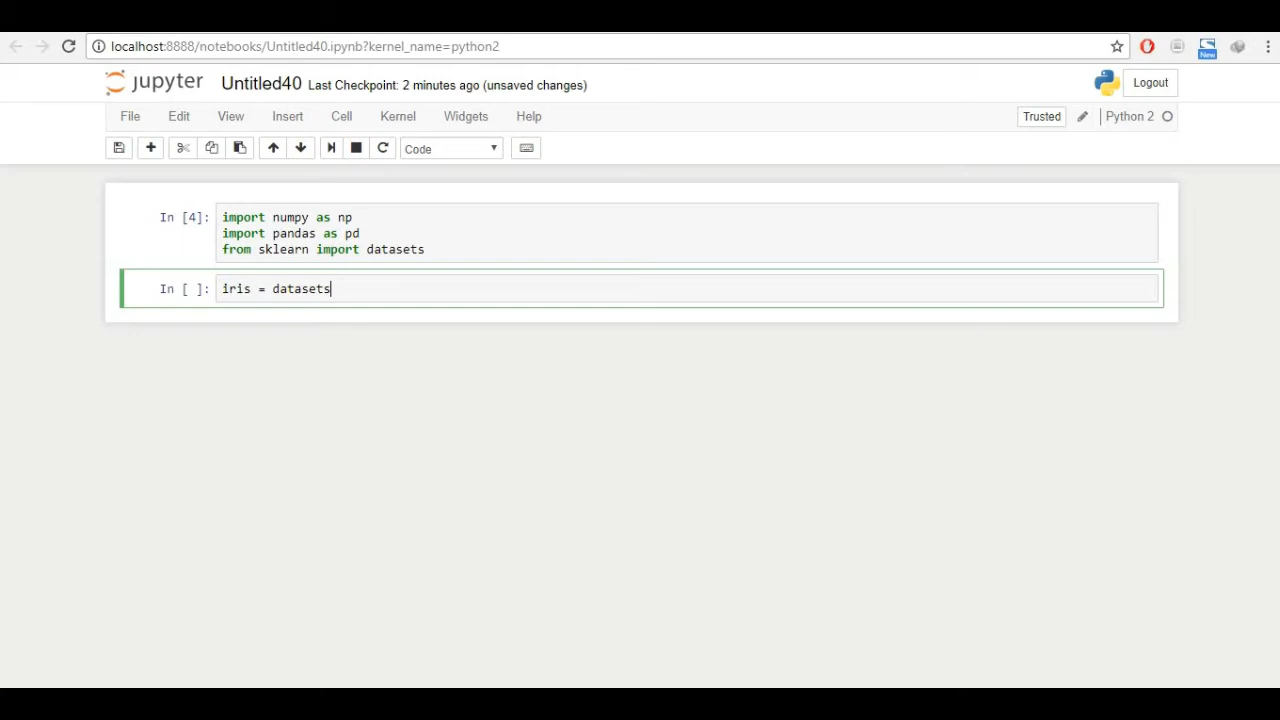 localhost:8888/notebooks/Untitled40.ipynb?kernel_name=python2
New
jupyter Untitled40 Last Checkpoint: 2 minutes ago (unsaved changes) Logout
File Edit View Insert Cell Kernel Widgets Help Trusted Python 2
Code
In [4]: import numpy as np
import pandas as pd
from sklearn import datasets
In [ ]: iris = datasets